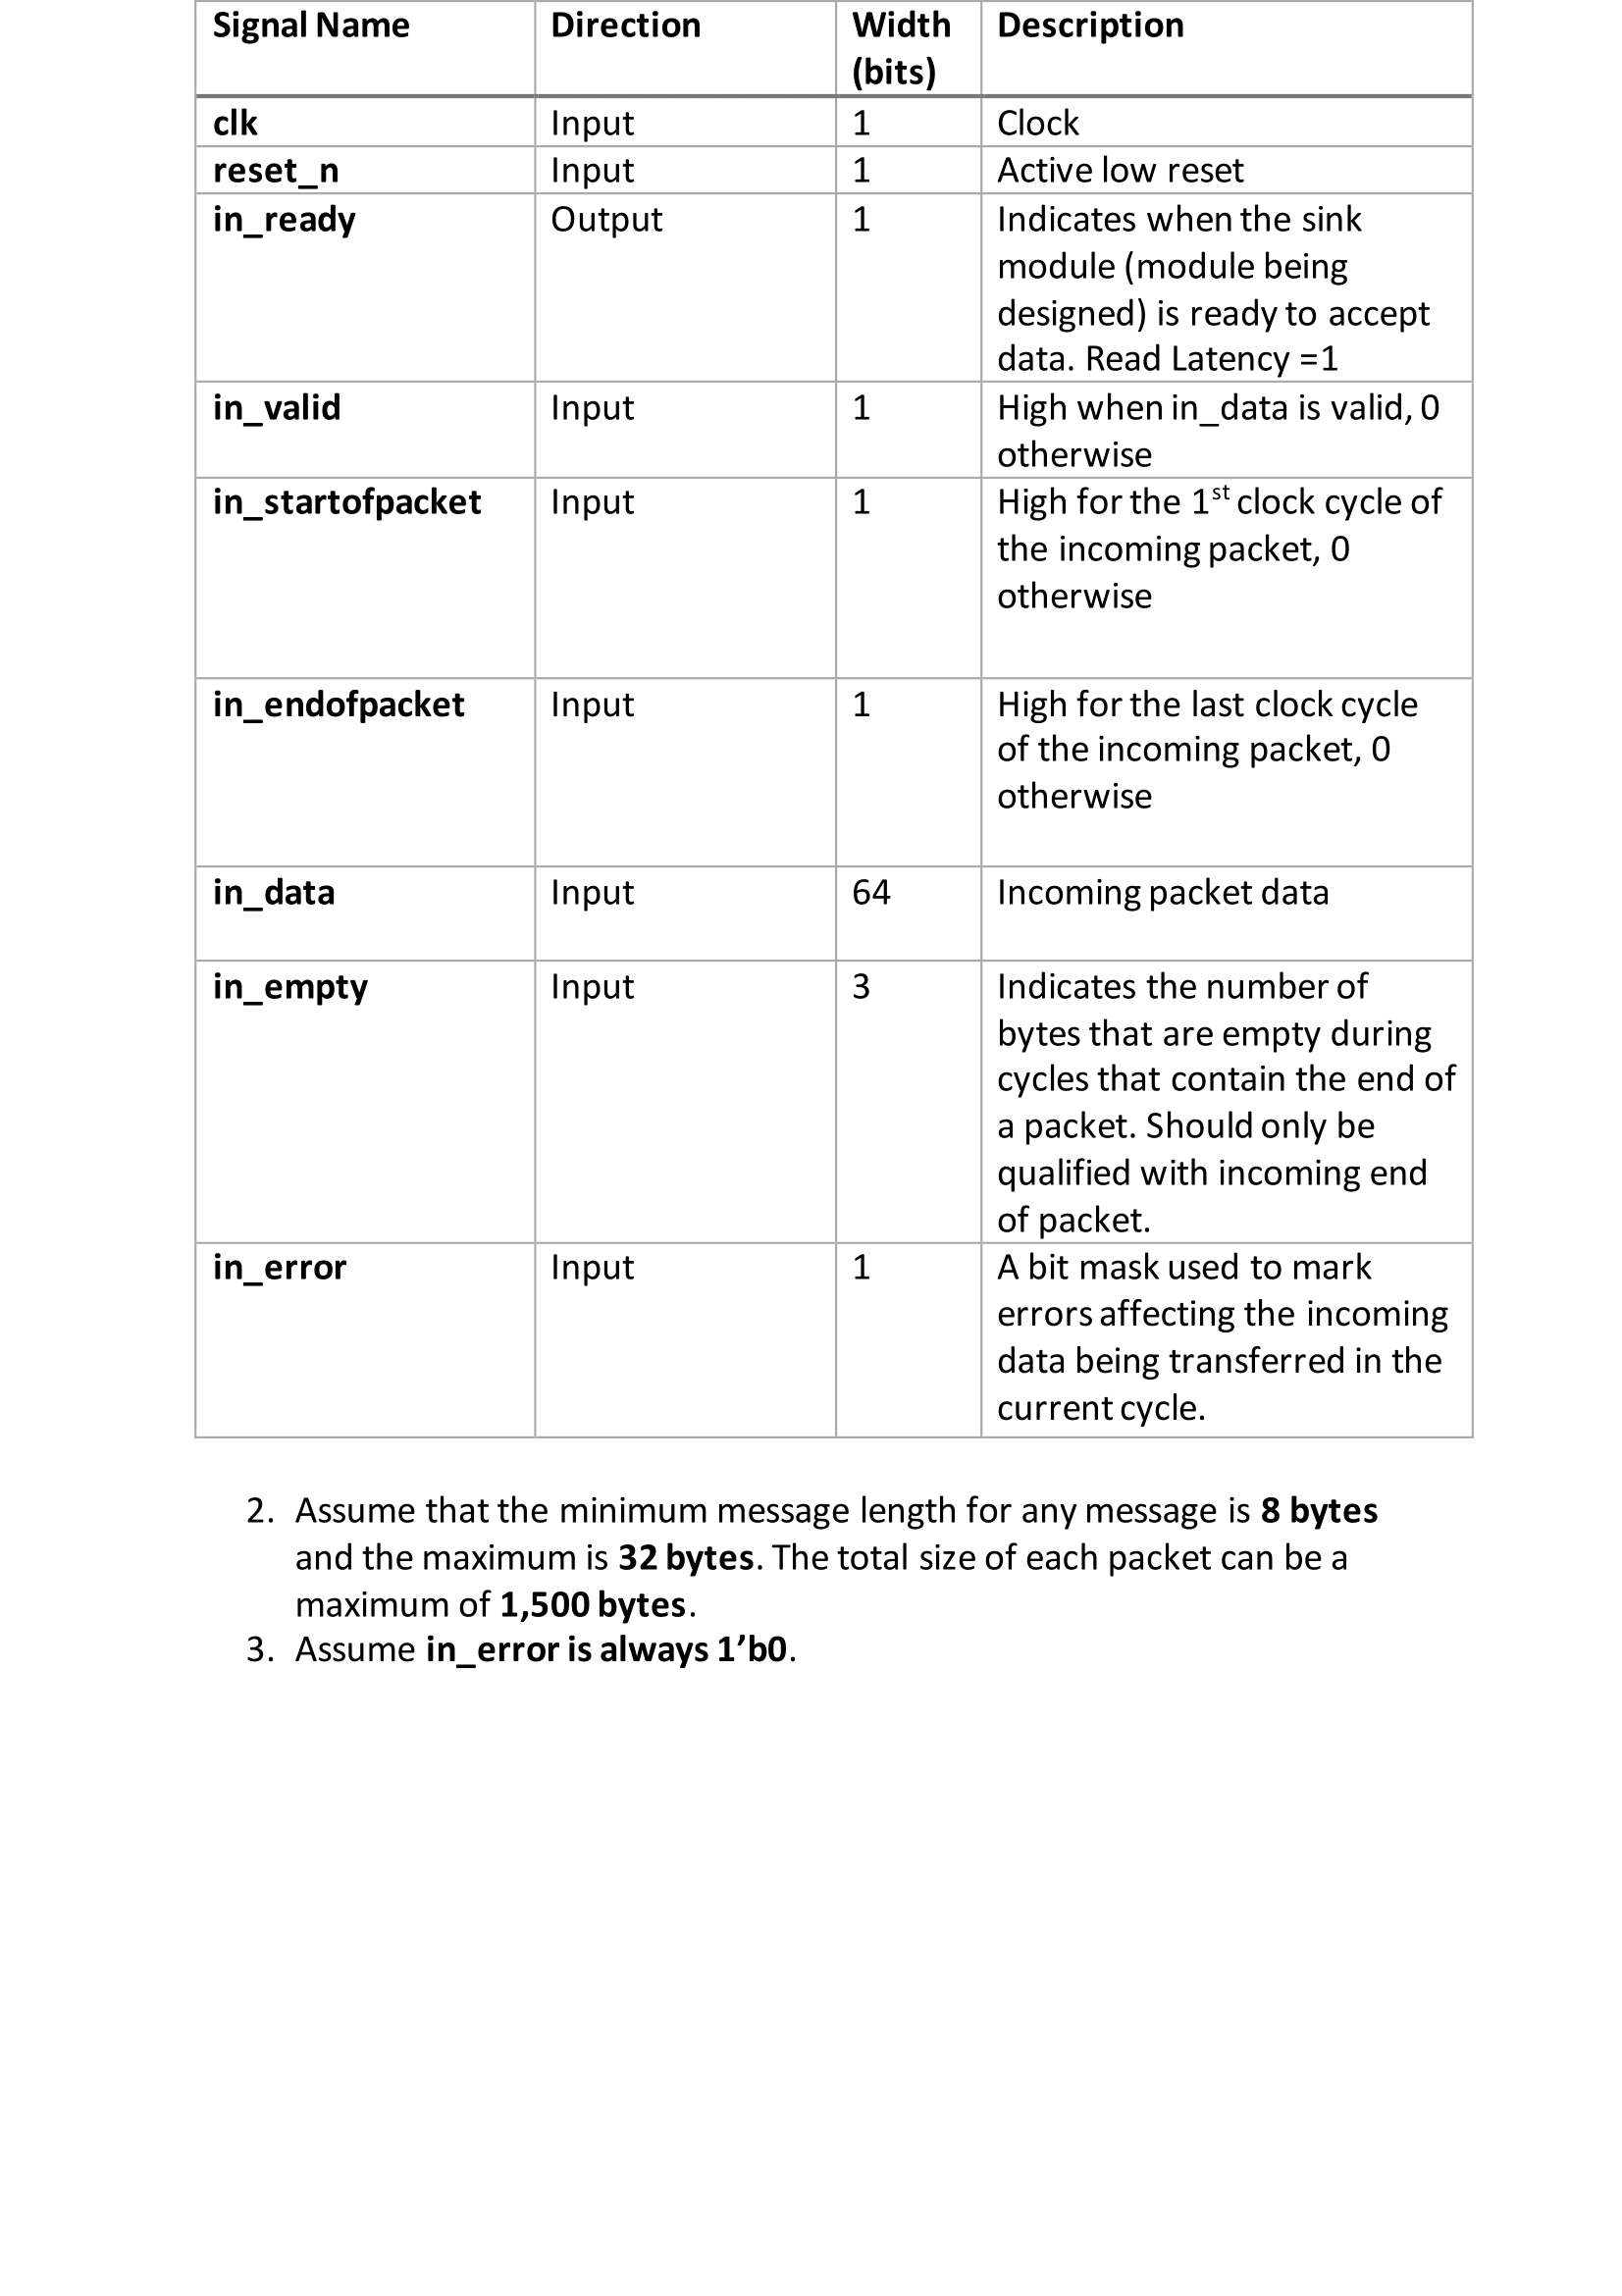 Signal Name Direction Width Description
(bits)
clk Input 1 Clock
reset_n Input 1 Active low reset
in_ready Output 1 Indicates when the sink
module (module being
designed) is ready to accept
data. Read Latency =1
in_valid Input 1 High when in_data is valid, 0
otherwise
in_startofpacket Input 1 High for the 1st clock cycle of
the incoming packet, 0
otherwise
in_endofpacket Input 1 High for the last clock cycle
of the incoming packet, 0
otherwise
in_data Input 64 Incoming packet data
in_empty Input 3 Indicates the number of
bytes that are empty during
cycles that contain the end of
a packet. Should only be
qualified with incoming end
of packet.
in_error Input 1 A bit mask used to mark
errors affecting the incoming
data being transferred in the
current cycle.
2. Assume that the minimum message length for any message is 8 bytes
and the maximum is 32 bytes. The total size of each packet can be a
maximum of 1,500 bytes.
3. Assume in_error is always 1’b0.